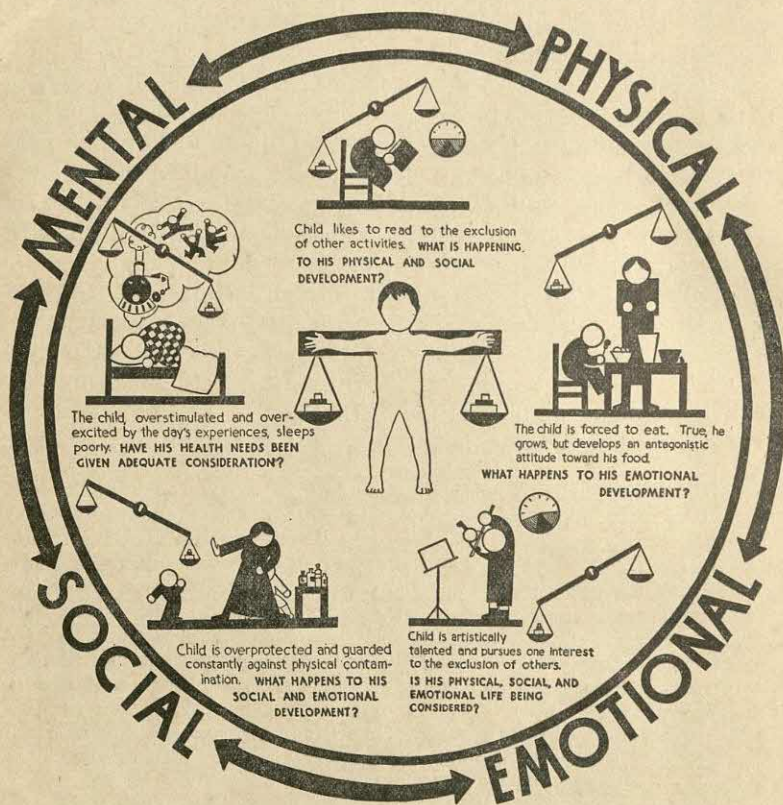 MENTAL
PHYSICAL
Child likes to read to the exclusion
of other activities. WHAT IS HAPPENING
TO HIS PHYSICAL AND SOCIAL
DEVELOPMENT?
The child, overstimulated and over-
excited by the day's experiences, sleeps
poorly. HAVE HIS HEALTH NEEDS BEEN
GIVEN ADEQUATE CONSIDERATION?
The child is forced to eat. True, he
grows, but develops an antagonistic
attitude toward his food.
WHAT HAPPENS TO HIS EMOTIONAL
DEVELOPMENT?
Child is overprotected and guarded
constantly against physical contam-
ination. WHAT HAPPENS TO HIS
SOCIAL AND EMOTIONAL
DEVELOPMENT?
Child is artistically
talented and pursues one interest
to the exclusion of others.
IS HIS PHYSICAL, SOCIAL, AND
EMOTIONAL LIFE BEING
CONSIDERED?
SOCIAL
EMOTIONAL